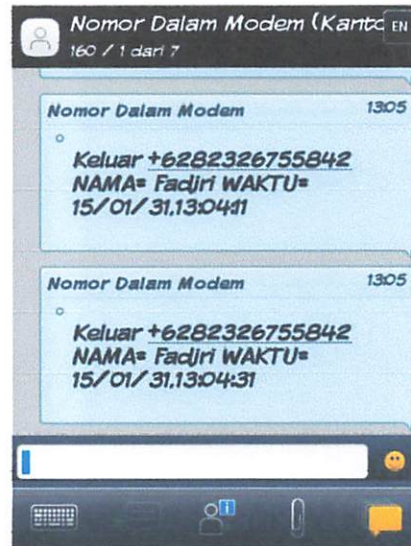 Nomor Dalam Modem (Kanto
EN
160 / 1 dari 7
Nomor Dalam Modem 13:05
Keluar +6282326755842
NAMA= Fadjri WAKTU=
15/01/31,13:04:11
Nomor Dalam Modem 13:05
Keluar +6282326755842
NAMA= Fadjri WAKTU=
15/01/31,13:04:31